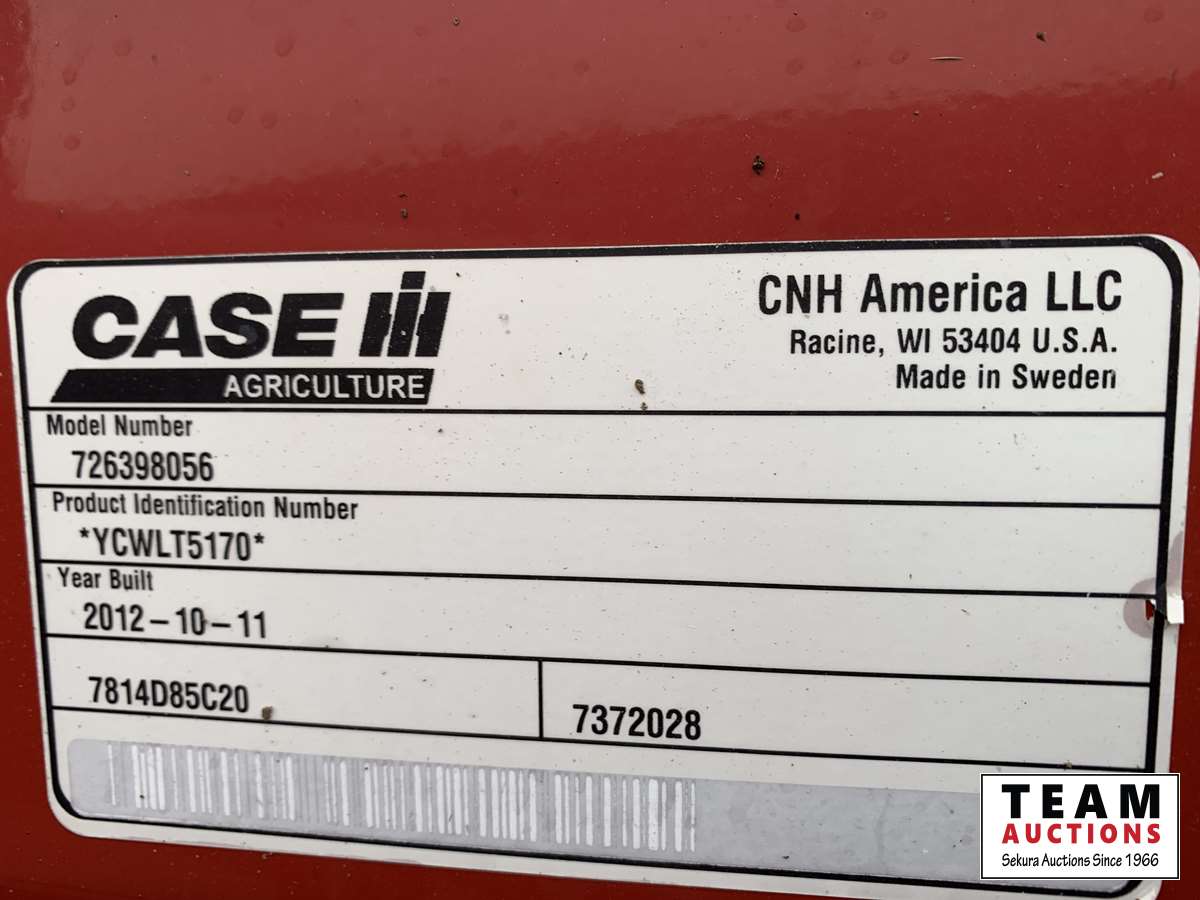 CASE IH
AGRICULTURE
CNH America LLC
Racine, WI 53404 U.S.A.
Made in Sweden
Model Number
726398056
Product Identification Number
*YCWLT5170*
Year Built
2012-10-11
7814D85C20
7372028
TEAM
AUCTIONS
Sekura Auctions Since 1966